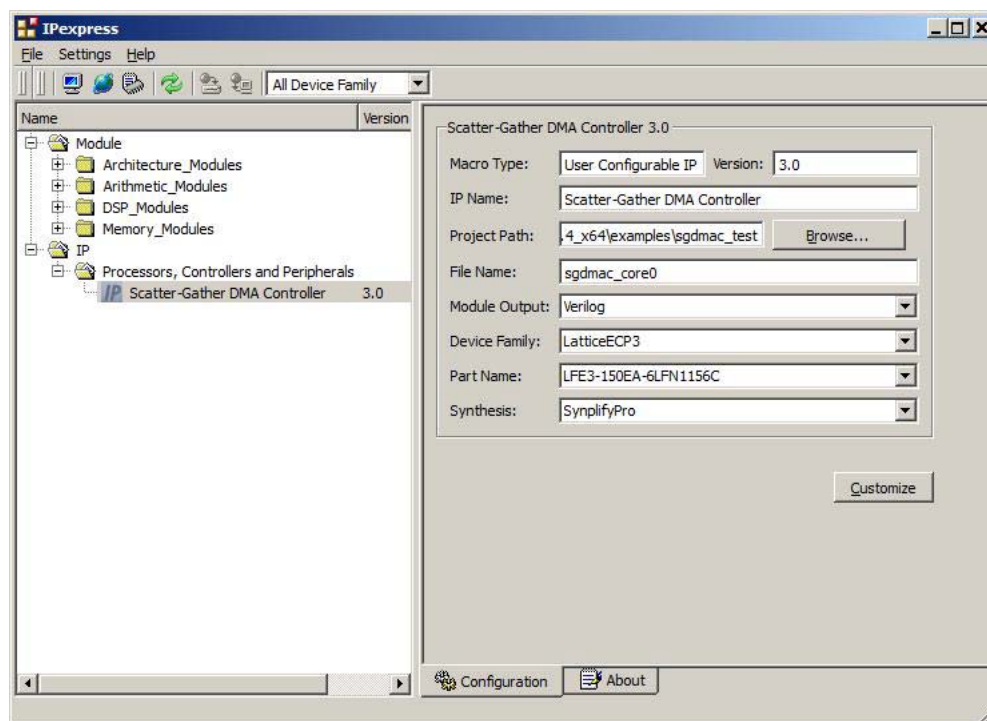 IPexpress
File Settings Help
All Device Family
Name Version
Module
Architecture_Modules
Arithmetic_Modules
DSP_Modules
Memory_Modules
IP
Processors, Controllers and Peripherals
IP Scatter-Gather DMA Controller 3.0
Scatter-Gather DMA Controller 3.0
Macro Type: User Configurable IP Version: 3.0
IP Name: Scatter-Gather DMA Controller
Project Path: .4_x64\examples\sgdmac_test Browse...
File Name: sgdmac_core0
Module Output: Verilog
Device Family: LatticeECP3
Part Name: LFE3-150EA-6LFN1156C
Synthesis: SynplifyPro
Customize
Configuration About